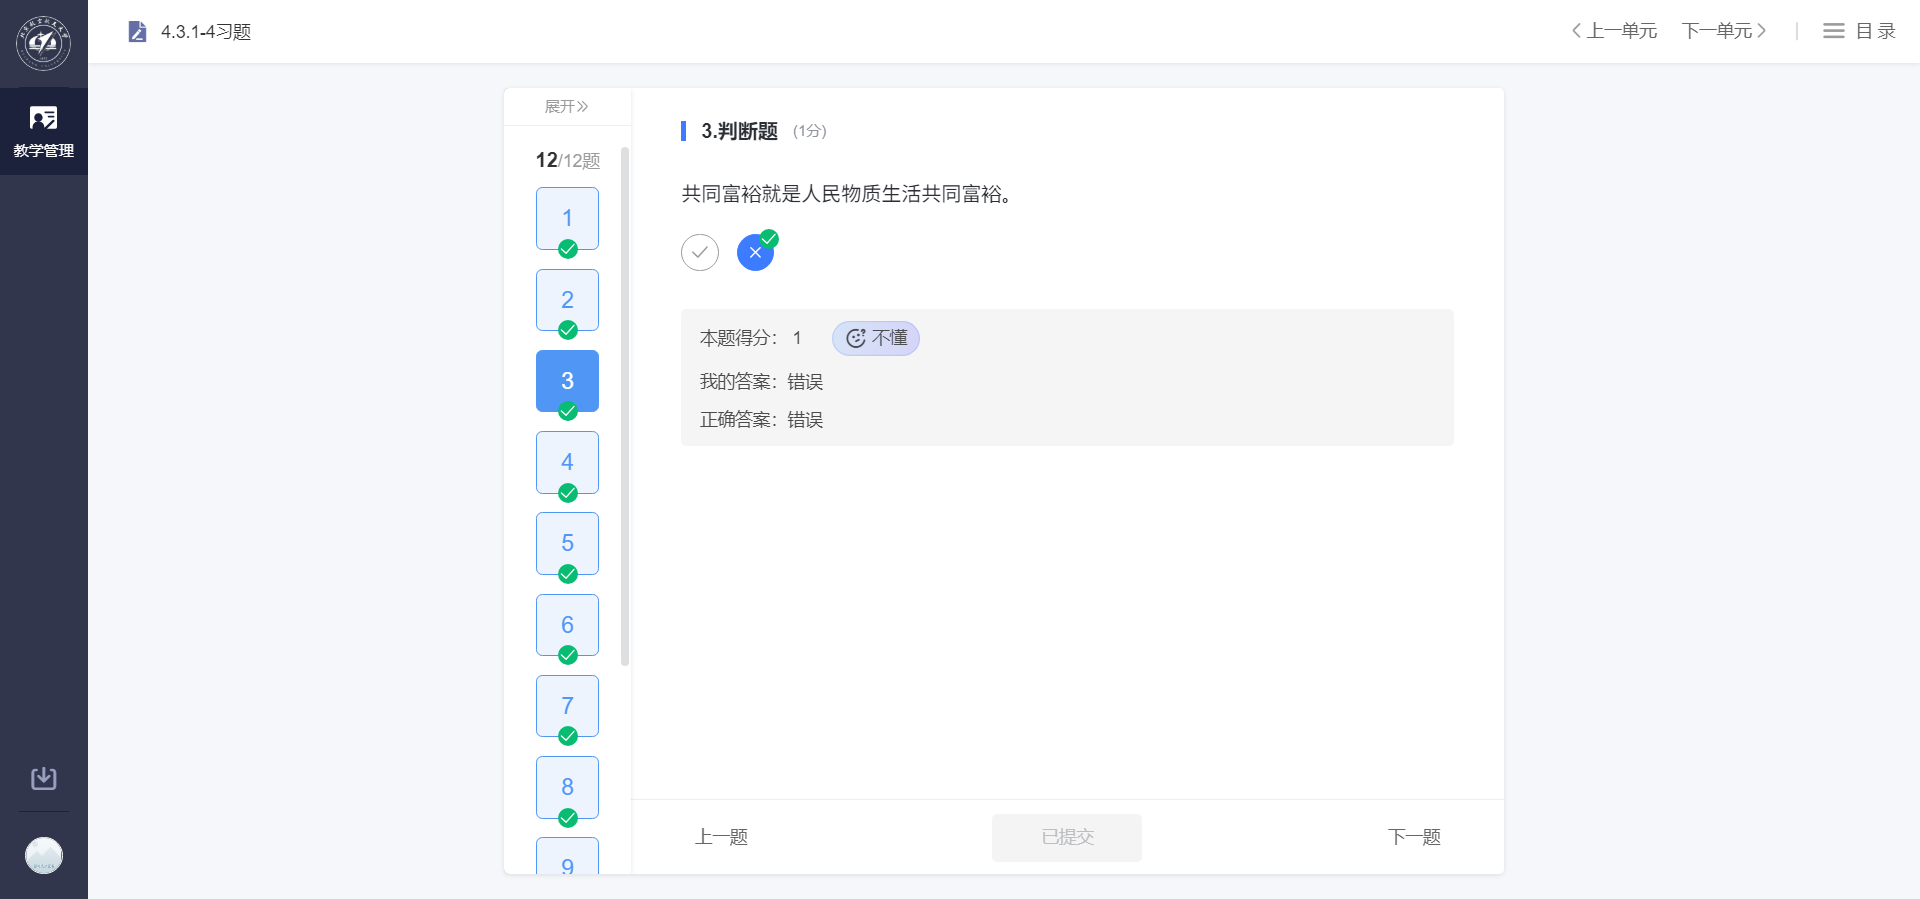 4.3.1-4习题
上一单元
下一单元
目录
教学管理
展开
12/12题
1
2
3
4
5
6
7
8
9
3.判断题 (1分)
共同富裕就是人民物质生活共同富裕。
本题得分： 1
不懂
我的答案：错误
正确答案：错误
上一题
已提交
下一题